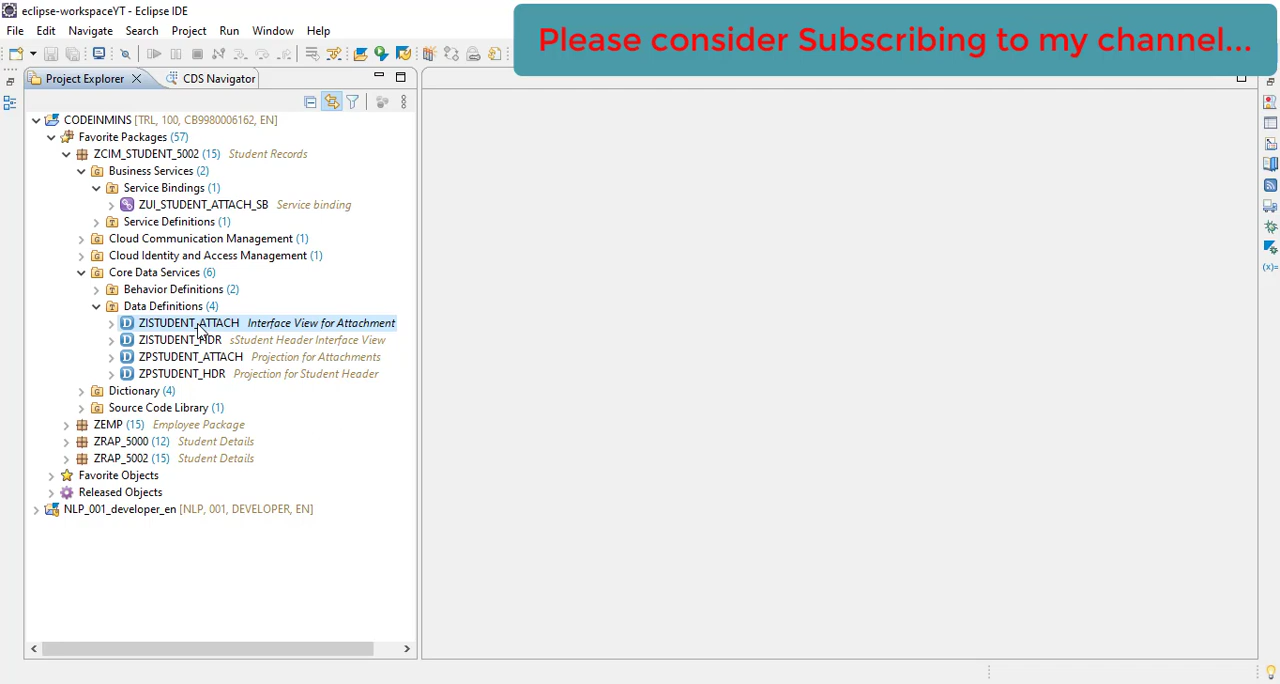 eclipse-workspaceYT - Eclipse IDE
File Edit Navigate Search Project Run Window Help
Please consider Subscribing to my channel...
Project Explorer CDS Navigator
CODEINMINS [TRL, 100, CB9980006162, EN]
Favorite Packages (57)
ZCIM_STUDENT_5002 (15) Student Records
Business Services (2)
Service Bindings (1)
ZUI_STUDENT_ATTACH_SB Service binding
Service Definitions (1)
Cloud Communication Management (1)
Cloud Identity and Access Management (1)
Core Data Services (6)
Behavior Definitions (2)
Data Definitions (4)
ZISTUDENT_ATTACH Interface View for Attachment
ZISTUDENT_HDR sStudent Header Interface View
ZPSTUDENT_ATTACH Projection for Attachments
ZPSTUDENT_HDR Projection for Student Header
Dictionary (4)
Source Code Library (1)
ZEMP (15) Employee Package
ZRAP_5000 (12) Student Details
ZRAP_5002 (15) Student Details
Favorite Objects
Released Objects
NLP_001_developer_en [NLP, 001, DEVELOPER, EN]